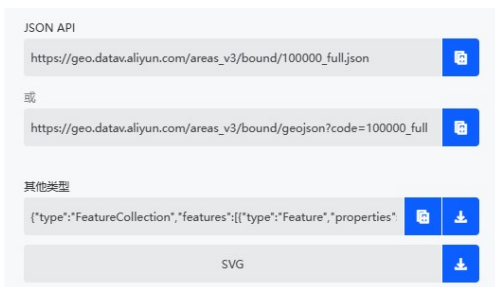 JSON API
https://geo.datav.aliyun.com/areas_v3/bound/100000_full.json
或
https://geo.datav.aliyun.com/areas_v3/bound/geojson?code=100000_full
其他类型
{"type":"FeatureCollection","features":[{"type":"Feature","properties":
SVG